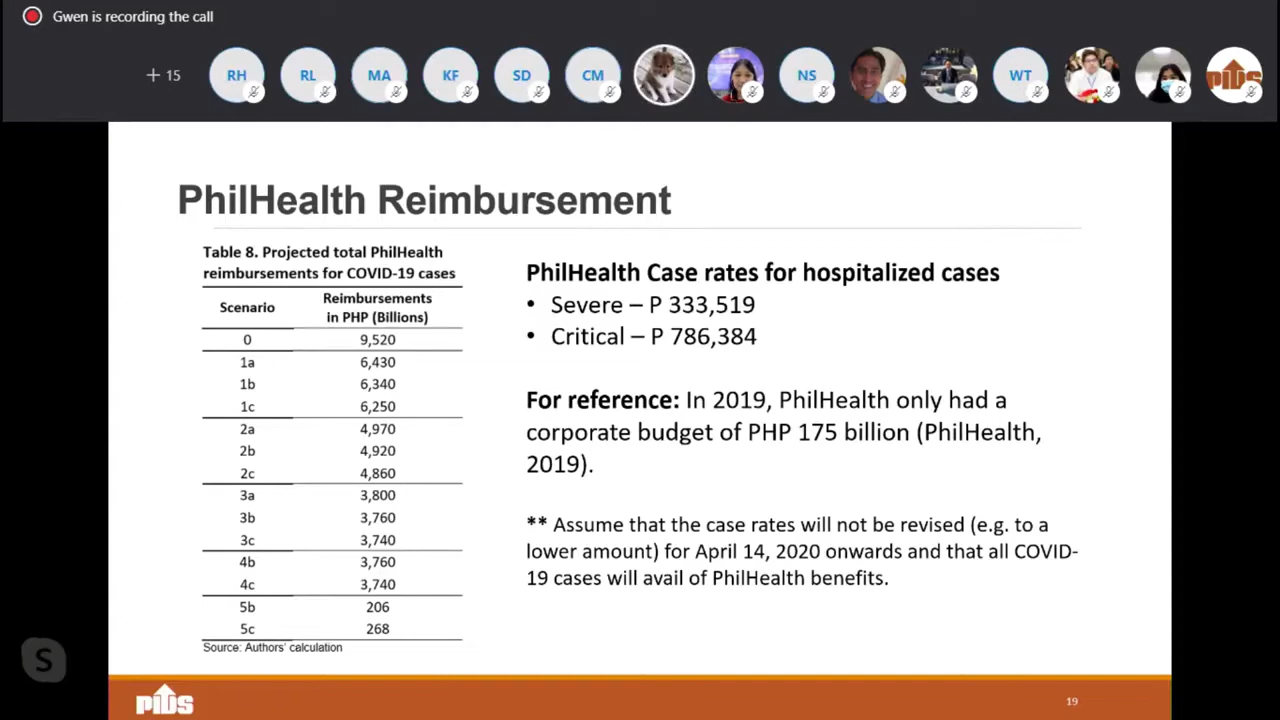 Gwen is recording the call
+ 15
RH
RL
MA
KF
SD
CM
NS
WT
PIDS
PhilHealth Reimbursement
Table 8. Projected total PhilHealth
reimbursements for COVID-19 cases
Scenario Reimbursements
in PHP (Billions)
0 9,520
1a 6,430
1b 6,340
1c 6,250
2a 4,970
2b 4,920
2c 4,860
3a 3,800
3b 3,760
3c 3,740
4b 3,760
4c 3,740
5b 206
5c 268
Source: Authors' calculation
PhilHealth Case rates for hospitalized cases
• Severe – P 333,519
• Critical – P 786,384
For reference: In 2019, PhilHealth only had a
corporate budget of PHP 175 billion (PhilHealth,
2019).
** Assume that the case rates will not be revised (e.g. to a
lower amount) for April 14, 2020 onwards and that all COVID-
19 cases will avail of PhilHealth benefits.
S
PIDS
19